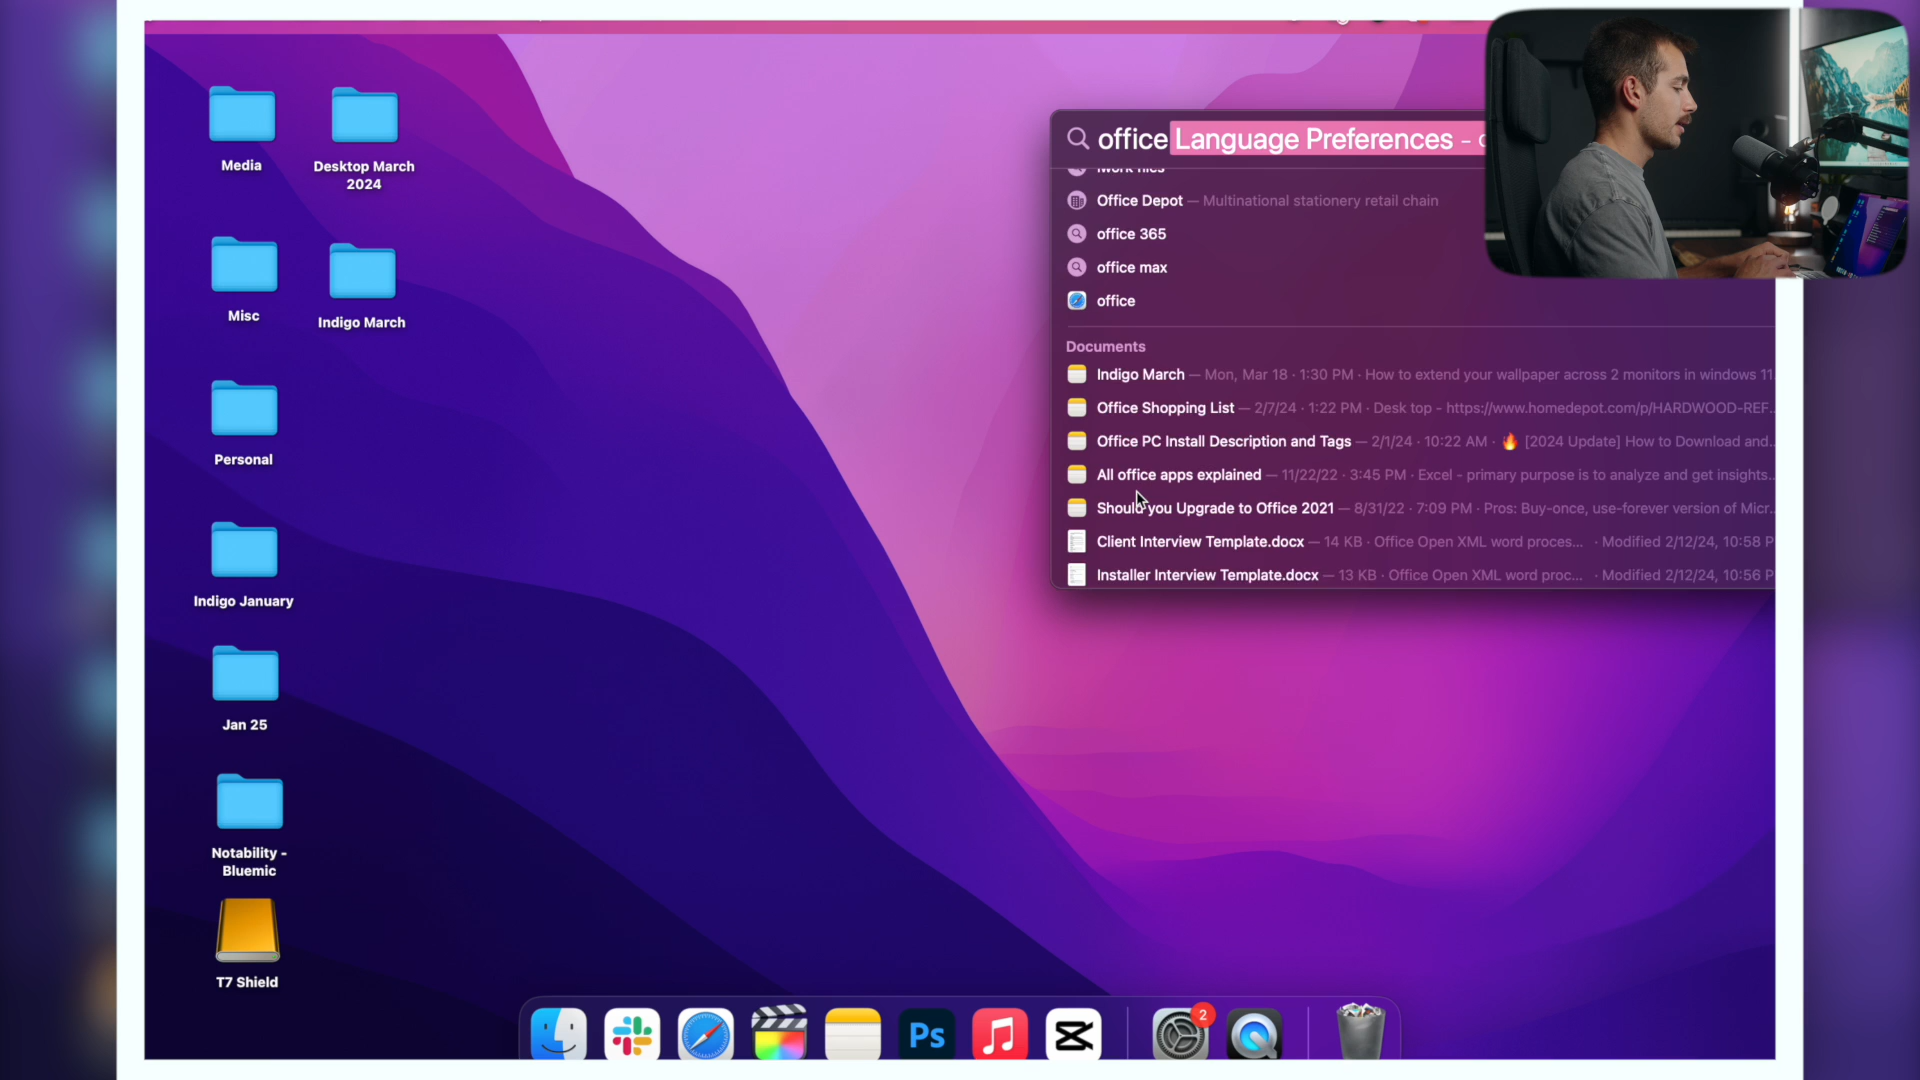 Media
Desktop March
2024
Misc
Indigo March
Personal
Indigo January
Jan 25
Notability -
Bluemic
T7 Shield
office Language Preferences –
iwork files
Office Depot — Multinational stationery retail chain
office 365
office max
office
Documents
Indigo March — Mon, Mar 18 · 1:30 PM · How to extend your wallpaper across 2 monitors in windows 11
Office Shopping List — 2/7/24 · 1:22 PM · Desk top - https://www.homedepot.com/p/HARDWOOD-REF...
Office PC Install Description and Tags — 2/1/24 · 10:22 AM · 🔥 [2024 Update] How to Download and...
All office apps explained — 11/22/22 · 3:45 PM · Excel - primary purpose is to analyze and get insights...
Should you Upgrade to Office 2021 — 8/31/22 · 7:09 PM · Pros: Buy-once, use-forever version of Micr...
Client Interview Template.docx — 14 KB · Office Open XML word proces... · Modified 2/12/24, 10:58 P
Installer Interview Template.docx — 13 KB · Office Open XML word proc... · Modified 2/12/24, 10:56 P
Ps
2